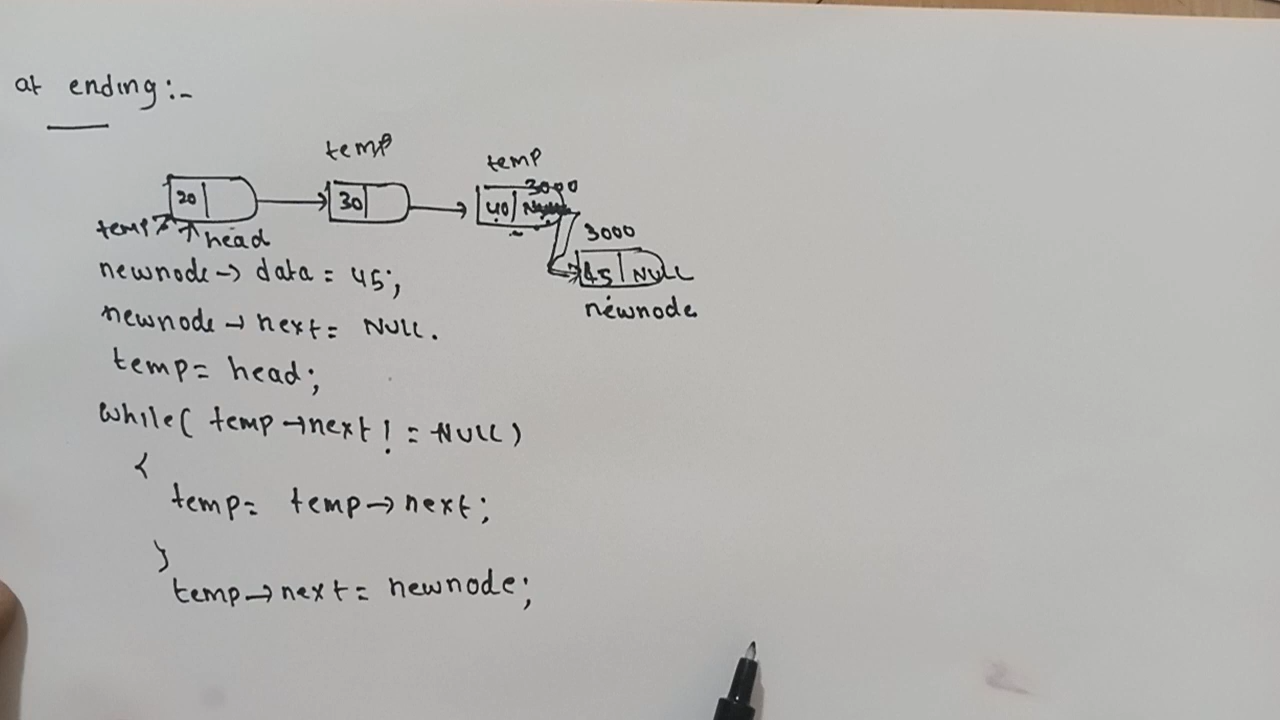 at ending:-
temp temp
20 30 40 3000
temp head
3000
45 NULL
newnode
newnode→ data = 45;
newnode → next = NULL.
temp = head;
while( temp →next != NULL)
{
temp = temp → next;
}
temp → next = newnode;